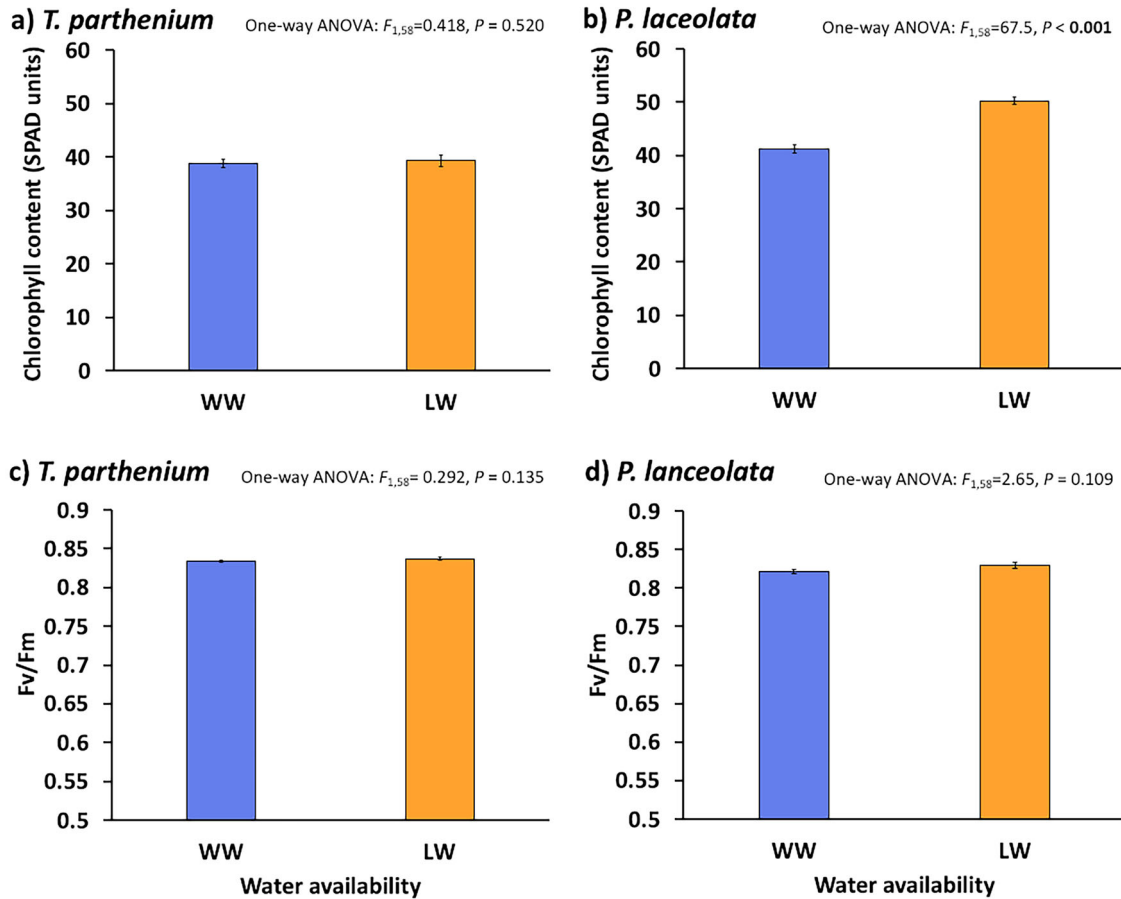 a) T. parthenium
One-way ANOVA: F1,58=0.418, P = 0.520
Chlorophyll content (SPAD units)
60
50
40
30
20
10
0
WW
LW
b) P. laceolata
One-way ANOVA: F1,58=67.5, P < 0.001
Chlorophyll content (SPAD units)
60
50
40
30
20
10
0
WW
LW
c) T. parthenium
One-way ANOVA: F1,58= 0.292, P = 0.135
Fv/Fm
0.9
0.85
0.8
0.75
0.7
0.65
0.6
0.55
0.5
WW
LW
Water availability
d) P. lanceolata
One-way ANOVA: F1,58=2.65, P = 0.109
Fv/Fm
0.9
0.85
0.8
0.75
0.7
0.65
0.6
0.55
0.5
WW
LW
Water availability